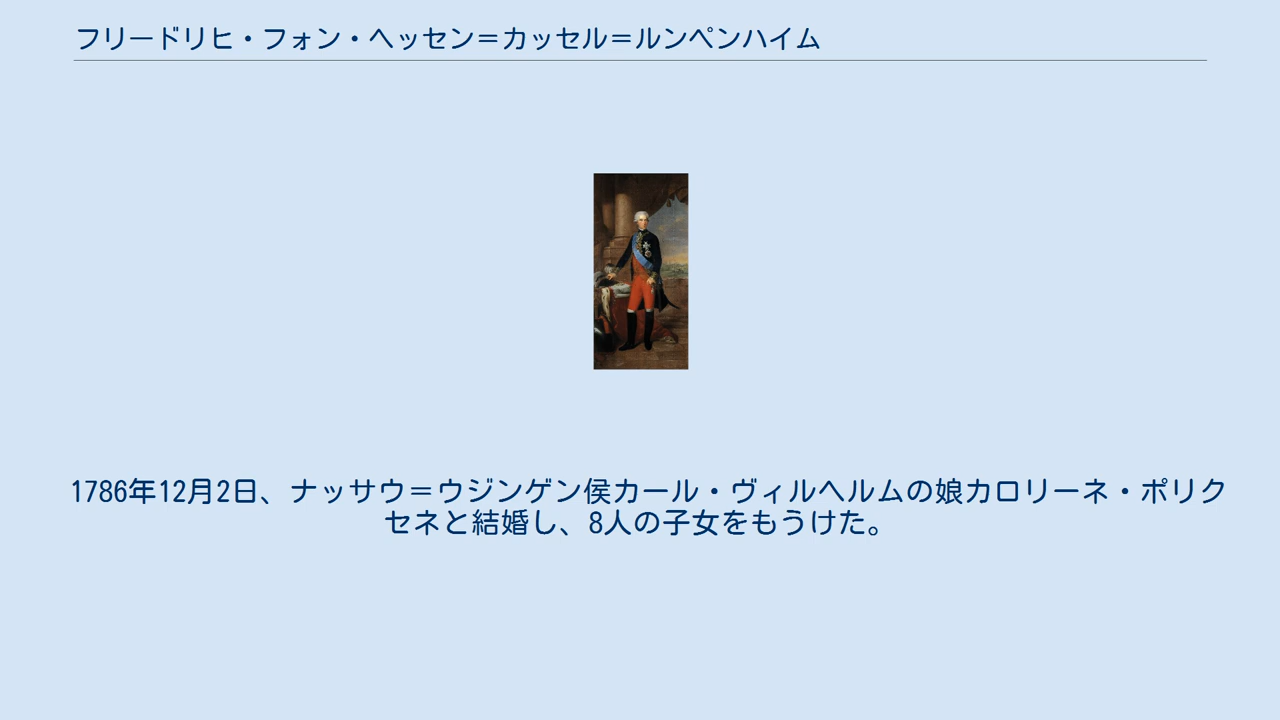 フリードリヒ・フォン・ヘッセン＝カッセル＝ルンペンハイム
1786年12月2日、ナッサウ＝ウジンゲン侯カール・ヴィルヘルムの娘カロリーネ・ポリク
セネと結婚し、8人の子女をもうけた。